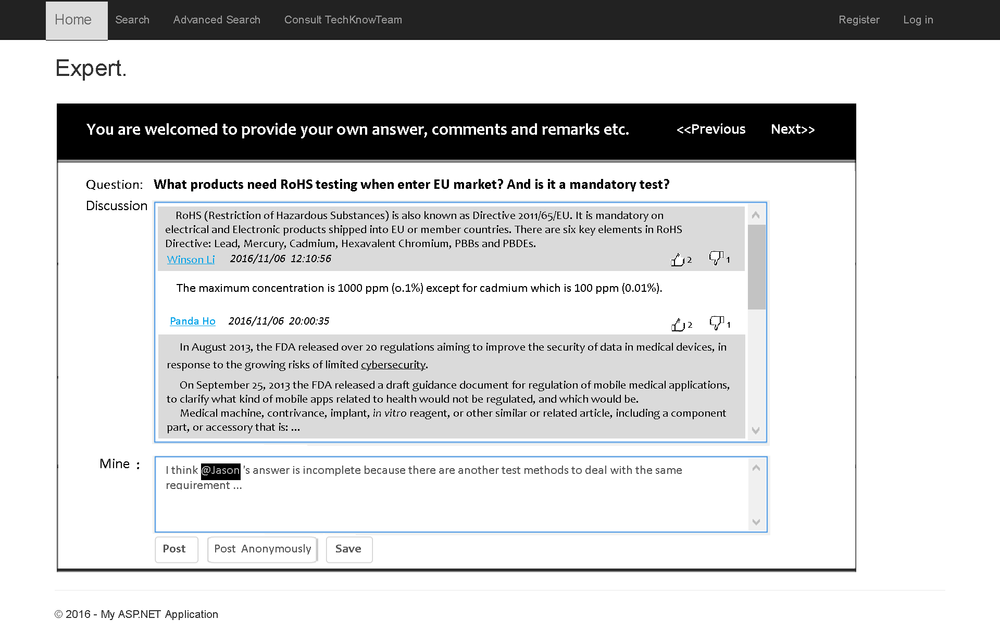 Home Search Advanced Search Consult TechKnowTeam Register Log in
Expert.
You are welcomed to provide your own answer, comments and remarks etc. <<Previous Next>>
Question: What products need RoHS testing when enter EU market? And is it a mandatory test?
Discussion
RoHS (Restriction of Hazardous Substances) is also known as Directive 2011/65/EU. It is mandatory on
electrical and Electronic products shipped into EU or member countries. There are six key elements in RoHS
Directive: Lead, Mercury, Cadmium, Hexavalent Chromium, PBBs and PBDEs.
Winson Li 2016/11/06 12:10:56 2 1
The maximum concentration is 1000 ppm (0.1%) except for cadmium which is 100 ppm (0.01%).
Panda Ho 2016/11/06 20:00:35 2 1
In August 2013, the FDA released over 20 regulations aiming to improve the security of data in medical devices, in
response to the growing risks of limited cybersecurity.
On September 25, 2013 the FDA released a draft guidance document for regulation of mobile medical applications,
to clarify what kind of mobile apps related to health would not be regulated, and which would be.
Medical machine, contrivance, implant, in vitro reagent, or other similar or related article, including a component
part, or accessory that is: ...
Mine :
I think @Jason 's answer is incomplete because there are another test methods to deal with the same
requirement ...
Post Post Anonymously Save
© 2016 - My ASP.NET Application